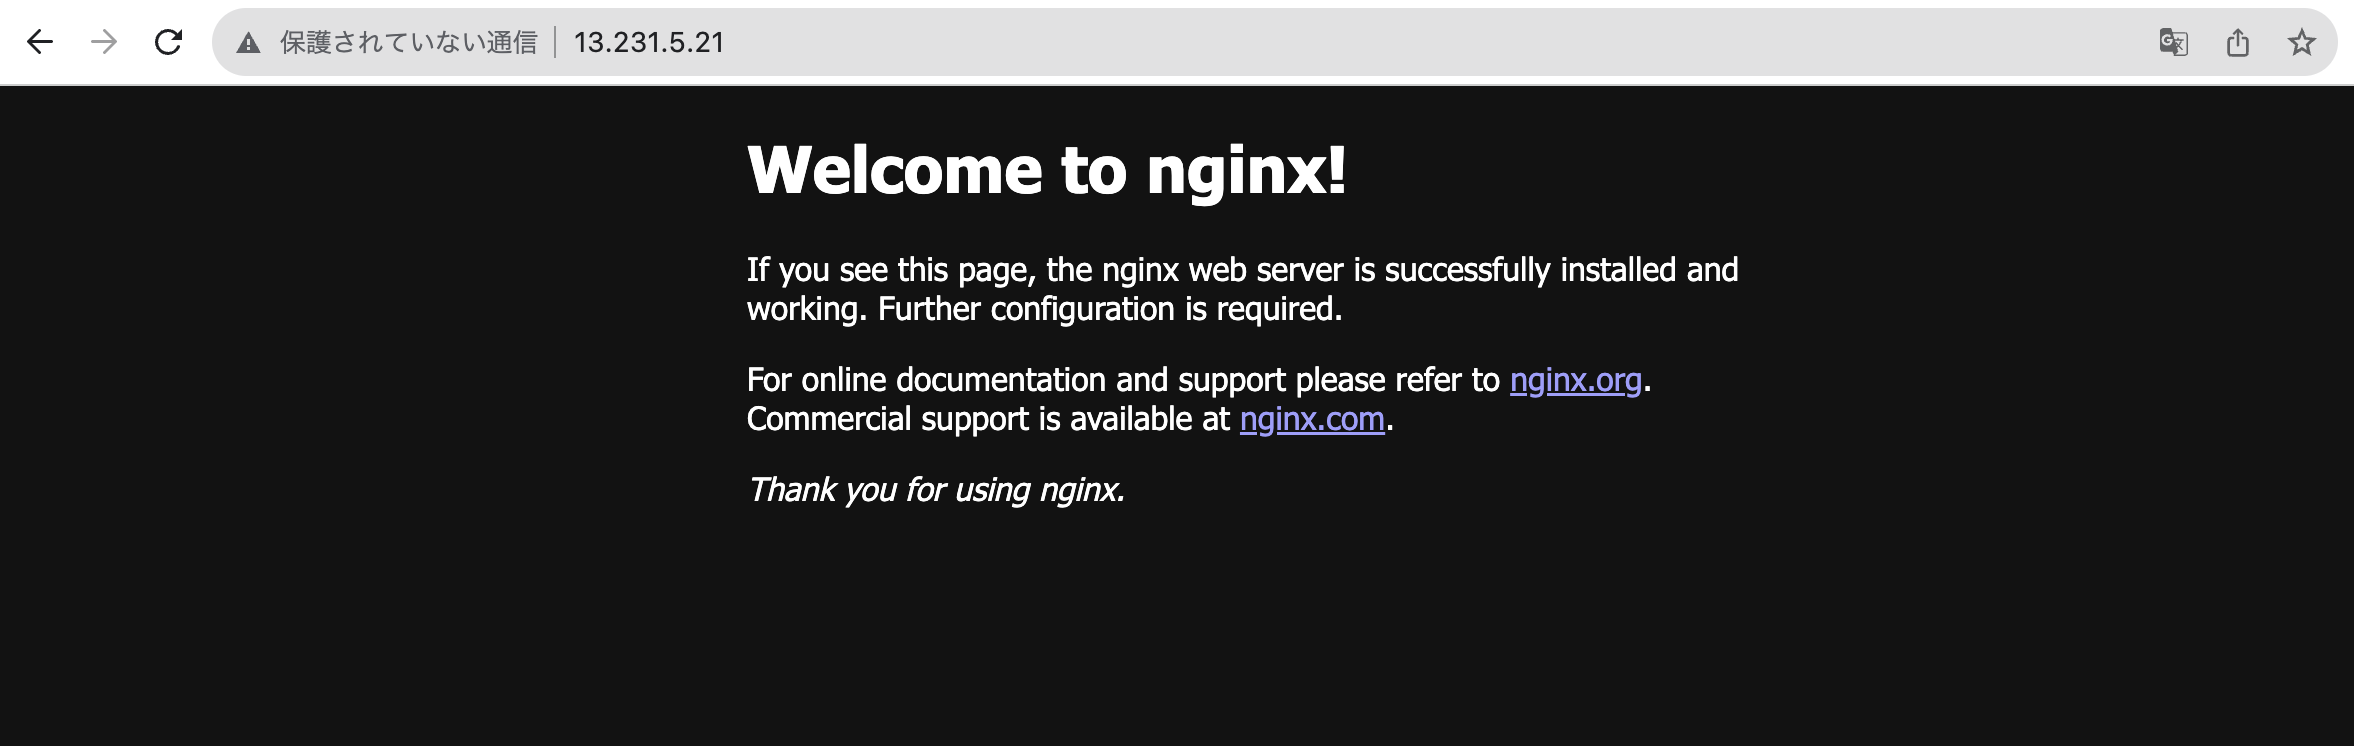 保護されていない通信 13.231.5.21
Welcome to nginx!
If you see this page, the nginx web server is successfully installed and
working. Further configuration is required.
For online documentation and support please refer to nginx.org.
Commercial support is available at nginx.com.
Thank you for using nginx.